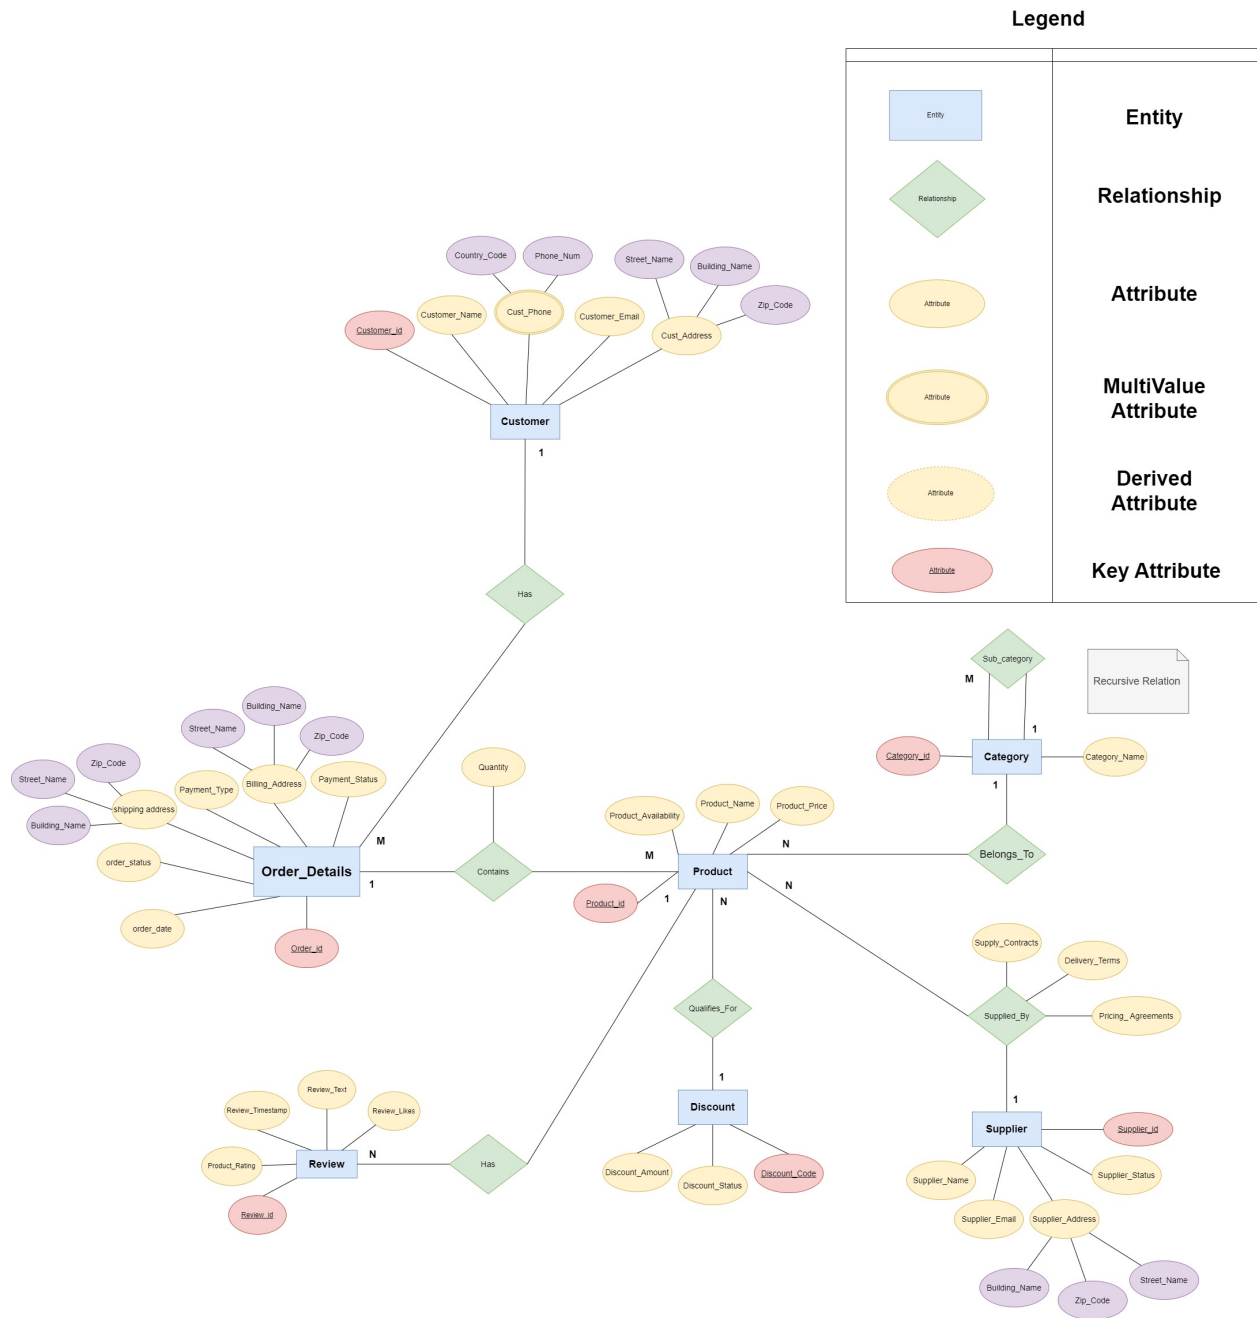 Legend
Entity
Entity
Relationship
Relationship
Attribute
Attribute
Attribute
MultiValue
Attribute
Attribute
Derived
Attribute
Attribute
Key Attribute
Country_Code
Phone_Num
Street_Name
Building_Name
Zip_Code
Customer_id
Customer_Name
Cust_Phone
Customer_Email
Cust_Address
Customer
1
Has
Sub_category
M
1
Recursive Relation
Category_id
Category
Category_Name
1
Building_Name
Street_Name
Zip_Code
Zip_Code
Street_Name
Building_Name
shipping address
Payment_Type
Billing_Address
Payment_Status
order_status
order_date
Order_Details
M
1
Order_id
Quantity
Contains
Product_Availability
Product_Name
Product_Price
M
Product
N
Belongs_To
Product_id
1
N
N
Supply_Contracts
Delivery_Terms
Supplied_By
Pricing_ Agreements
Qualifies_For
1
1
Discount
Discount_Amount
Discount_Status
Discount_Code
Review_Text
Review_Timestamp
Review_Likes
Product_Rating
Review
N
Has
Review_id
Supplier
Supplier_id
Supplier_Name
Supplier_Status
Supplier_Email
Supplier_Address
Building_Name
Zip_Code
Street_Name